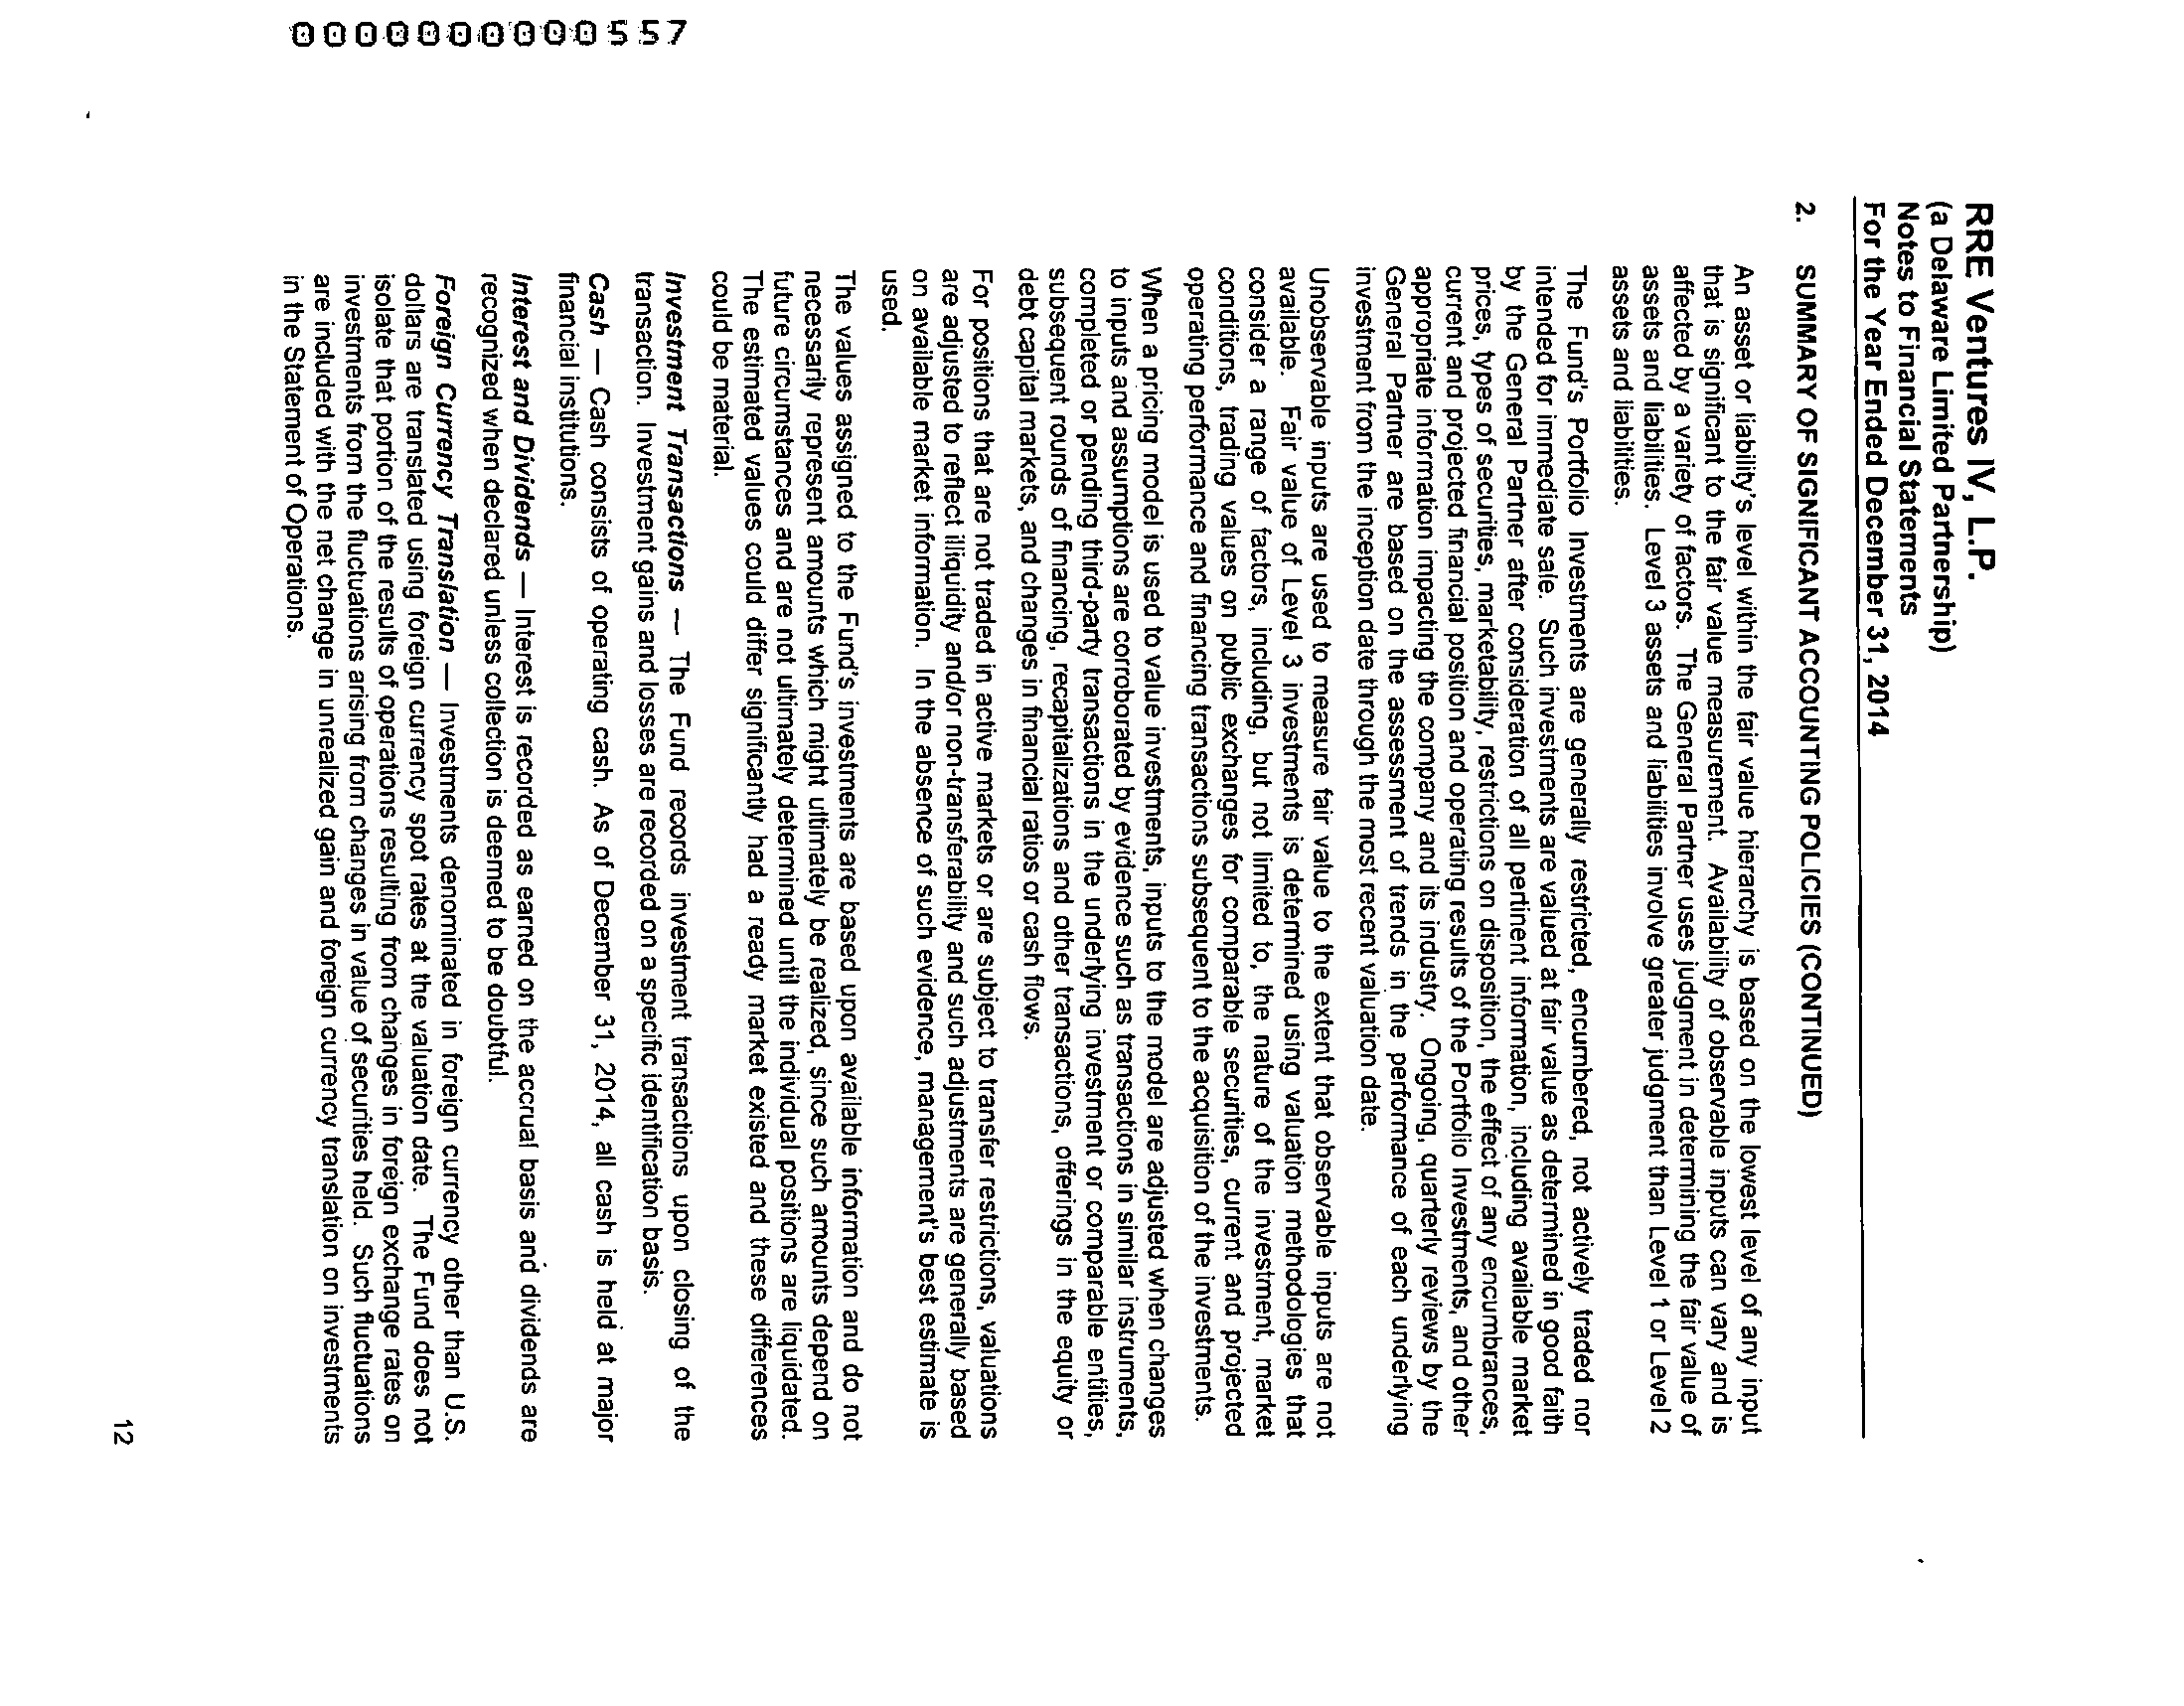 RRE Ventures IV, L.P.
(a Delaware Limited Partnership)
Notes to Financial Statements
For the Year Ended December 31, 2014
2. SUMMARY OF SIGNIFICANT ACCOUNTING POLICIES (CONTINUED)
An asset or liability's level within the fair value hierarchy is based on the lowest level of any input
that is significant to the fair value measurement. Availability of observable inputs can vary and is
affected by a variety of factors. The General Partner uses judgment in determining the fair value of
assets and liabilities. Level 3 assets and liabilities involve greater judgment than Level 1 or Level 2
assets and liabilities.
The Fund's Portfolio Investments are generally restricted, encumbered, not actively traded nor
intended for immediate sale. Such investments are valued at fair value as determined in good faith
by the General Partner after consideration of all pertinent information, including available market
prices, types of securities, marketability, restrictions on disposition, the effect of any encumbrances,
current and projected financial position and operating results of the Portfolio Investments, and other
appropriate information impacting the company and its industry. Ongoing, quarterly reviews by the
General Partner are based on the assessment of trends in the performance of each underlying
investment from the inception date through the most recent valuation date.
Unobservable inputs are used to measure fair value to the extent that observable inputs are not
available. Fair value of Level 3 investments is determined using valuation methodologies that
consider a range of factors, including, but not limited to, the nature of the investment, market
conditions, trading values on public exchanges for comparable securities, current and projected
operating performance and financing transactions subsequent to the acquisition of the investments.
When a pricing model is used to value investments, inputs to the model are adjusted when changes
to inputs and assumptions are corroborated by evidence such as transactions in similar instruments,
completed or pending third-party transactions in the underlying investment or comparable entities,
subsequent rounds of financing, recapitalizations and other transactions, offerings in the equity or
debt capital markets, and changes in financial ratios or cash flows.
For positions that are not traded in active markets or are subject to transfer restrictions, valuations
are adjusted to reflect illiquidity and/or non-transferability and such adjustments are generally based
on available market information. In the absence of such evidence, management's best estimate is
used.
The values assigned to the Fund's investments are based upon available information and do not
necessarily represent amounts which might ultimately be realized, since such amounts depend on
future circumstances and are not ultimately determined until the individual positions are liquidated.
The estimated values could differ significantly had a ready market existed and these differences
could be material.
Investment Transactions — The Fund records investment transactions upon closing of the
transaction. Investment gains and losses are recorded on a specific identification basis.
Cash — Cash consists of operating cash. As of December 31, 2014, all cash is held at major
financial institutions.
Interest and Dividends — Interest is recorded as earned on the accrual basis and dividends are
recognized when declared unless collection is deemed to be doubtful.
Foreign Currency Translation — Investments denominated in foreign currency other than U.S.
dollars are translated using foreign currency spot rates at the valuation date. The Fund does not
isolate that portion of the results of operations resulting from changes in foreign exchange rates on
investments from the fluctuations arising from changes in value of securities held. Such fluctuations
are included with the net change in unrealized gain and foreign currency translation on investments
in the Statement of Operations.
12
0000000000557